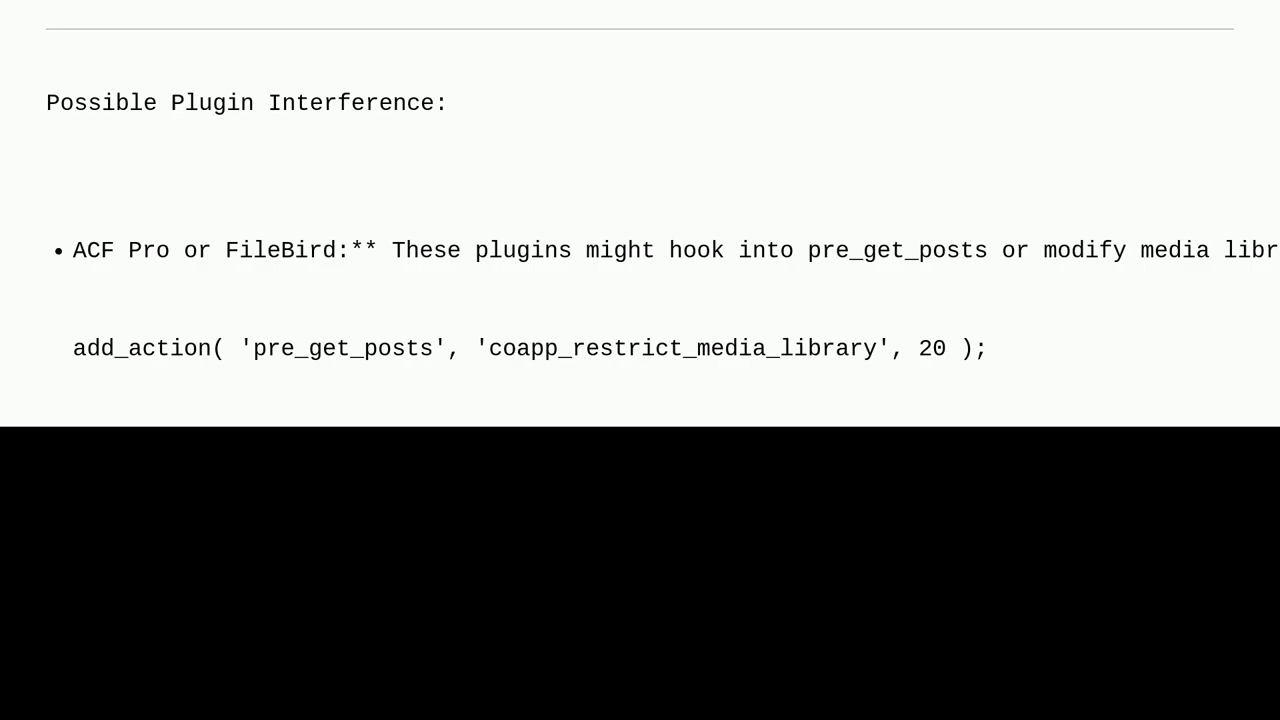 Possible Plugin Interference:
• ACF Pro or FileBird:** These plugins might hook into pre_get_posts or modify media libr
add_action( 'pre_get_posts', 'coapp_restrict_media_library', 20 );